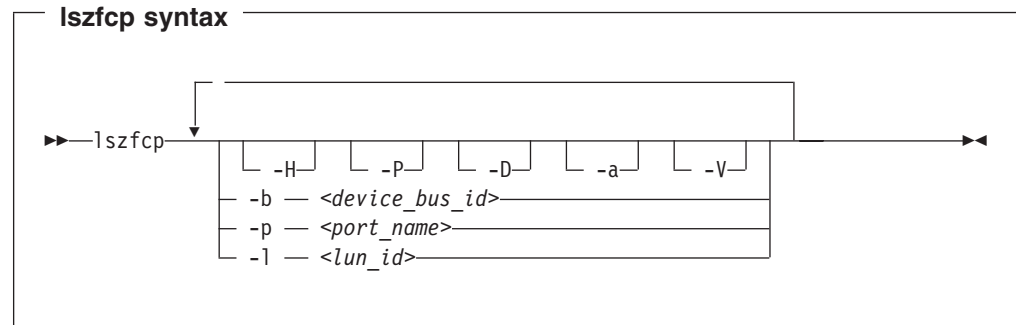 lszfcp syntax
lszfcp
-H -P -D -a -V
-b <device_bus_id>
-p <port_name>
-l <lun_id>